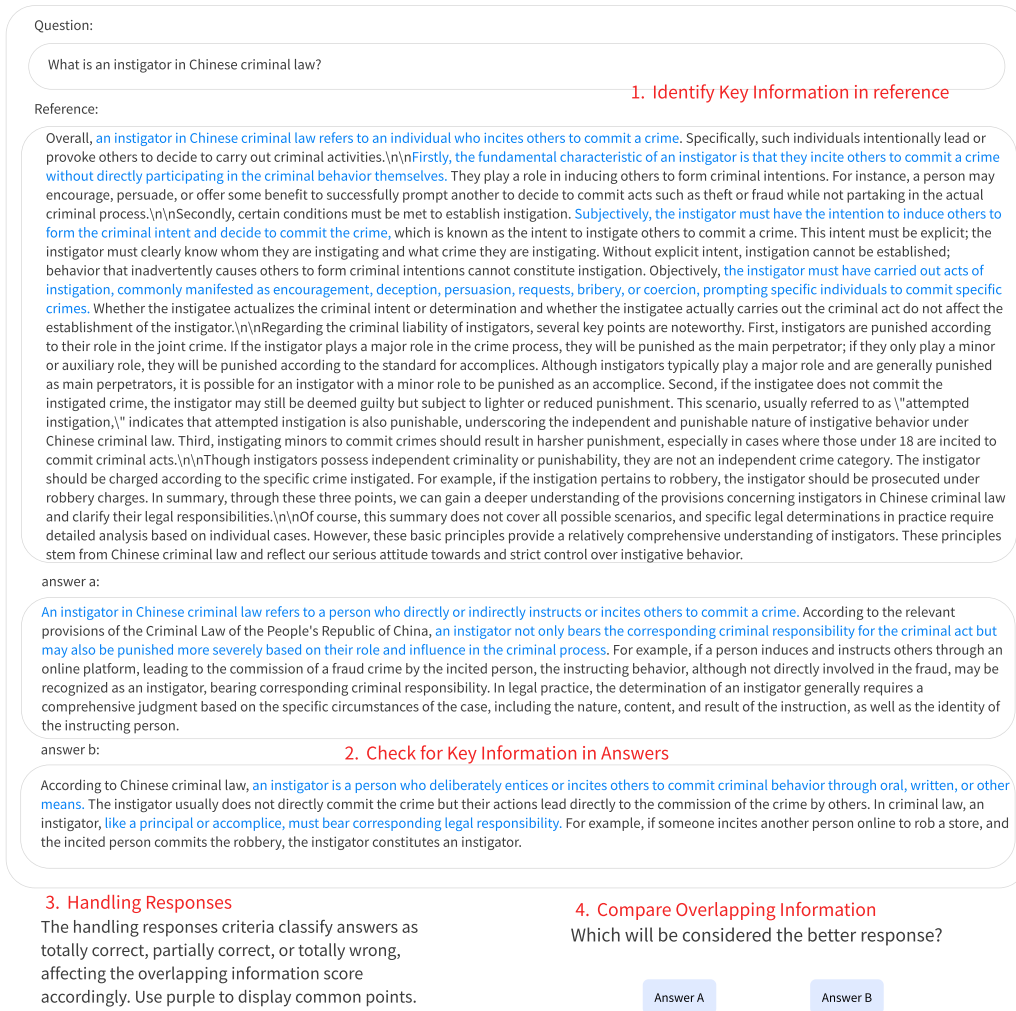 Question:
What is an instigator in Chinese criminal law?
1. Identify Key Information in reference
Reference:
Overall, an instigator in Chinese criminal law refers to an individual who incites others to commit a crime. Specifically, such individuals intentionally lead or
provoke others to decide to carry out criminal activities.\n\nFirstly, the fundamental characteristic of an instigator is that they incite others to commit a crime
without directly participating in the criminal behavior themselves. They play a role in inducing others to form criminal intentions. For instance, a person may
encourage, persuade, or offer some benefit to successfully prompt another to decide to commit acts such as theft or fraud while not partaking in the actual
criminal process.\n\nSecondly, certain conditions must be met to establish instigation. Subjectively, the instigator must have the intention to induce others to
form the criminal intent and decide to commit the crime, which is known as the intent to instigate others to commit a crime. This intent must be explicit; the
instigator must clearly know whom they are instigating and what crime they are instigating. Without explicit intent, instigation cannot be established;
behavior that inadvertently causes others to form criminal intentions cannot constitute instigation. Objectively, the instigator must have carried out acts of
instigation, commonly manifested as encouragement, deception, persuasion, requests, bribery, or coercion, prompting specific individuals to commit specific
crimes. Whether the instigatee actualizes the criminal intent or determination and whether the instigatee actually carries out the criminal act do not affect the
establishment of the instigator.\n\nRegarding the criminal liability of instigators, several key points are noteworthy. First, instigators are punished according
to their role in the joint crime. If the instigator plays a major role in the crime process, they will be punished as the main perpetrator; if they only play a minor
or auxiliary role, they will be punished according to the standard for accomplices. Although instigators typically play a major role and are generally punished
as main perpetrators, it is possible for an instigator with a minor role to be punished as an accomplice. Second, if the instigatee does not commit the
instigated crime, the instigator may still be deemed guilty but subject to lighter or reduced punishment. This scenario, usually referred to as \"attempted
instigation,\" indicates that attempted instigation is also punishable, underscoring the independent and punishable nature of instigative behavior under
Chinese criminal law. Third, instigating minors to commit crimes should result in harsher punishment, especially in cases where those under 18 are incited to
commit criminal acts.\n\nThough instigators possess independent criminality or punishability, they are not an independent crime category. The instigator
should be charged according to the specific crime instigated. For example, if the instigation pertains to robbery, the instigator should be prosecuted under
robbery charges. In summary, through these three points, we can gain a deeper understanding of the provisions concerning instigators in Chinese criminal law
and clarify their legal responsibilities.\n\nOf course, this summary does not cover all possible scenarios, and specific legal determinations in practice require
detailed analysis based on individual cases. However, these basic principles provide a relatively comprehensive understanding of instigators. These principles
stem from Chinese criminal law and reflect our serious attitude towards and strict control over instigative behavior.
answer a:
An instigator in Chinese criminal law refers to a person who directly or indirectly instructs or incites others to commit a crime. According to the relevant
provisions of the Criminal Law of the People's Republic of China, an instigator not only bears the corresponding criminal responsibility for the criminal act but
may also be punished more severely based on their role and influence in the criminal process. For example, if a person induces and instructs others through an
online platform, leading to the commission of a fraud crime by the incited person, the instructing behavior, although not directly involved in the fraud, may be
recognized as an instigator, bearing corresponding criminal responsibility. In legal practice, the determination of an instigator generally requires a
comprehensive judgment based on the specific circumstances of the case, including the nature, content, and result of the instruction, as well as the identity of
the instructing person.
answer b:
2. Check for Key Information in Answers
According to Chinese criminal law, an instigator is a person who deliberately entices or incites others to commit criminal behavior through oral, written, or other
means. The instigator usually does not directly commit the crime but their actions lead directly to the commission of the crime by others. In criminal law, an
instigator, like a principal or accomplice, must bear corresponding legal responsibility. For example, if someone incites another person online to rob a store, and
the incited person commits the robbery, the instigator constitutes an instigator.
3. Handling Responses
The handling responses criteria classify answers as
totally correct, partially correct, or totally wrong,
affecting the overlapping information score
accordingly. Use purple to display common points.
4. Compare Overlapping Information
Which will be considered the better response?
Answer A
Answer B